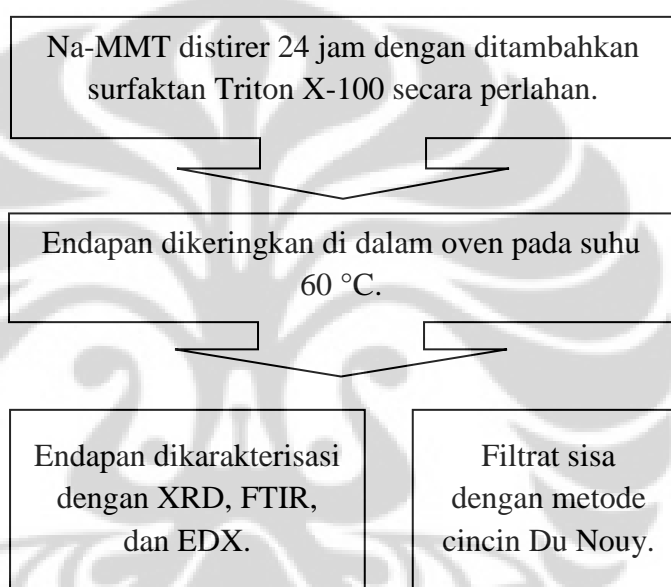 Na-MMT distirer 24 jam dengan ditambahkan
surfaktan Triton X-100 secara perlahan.
Endapan dikeringkan di dalam oven pada suhu
60 °C.
Endapan dikarakterisasi
dengan XRD, FTIR,
dan EDX.
Filtrat sisa
dengan metode
cincin Du Nouy.